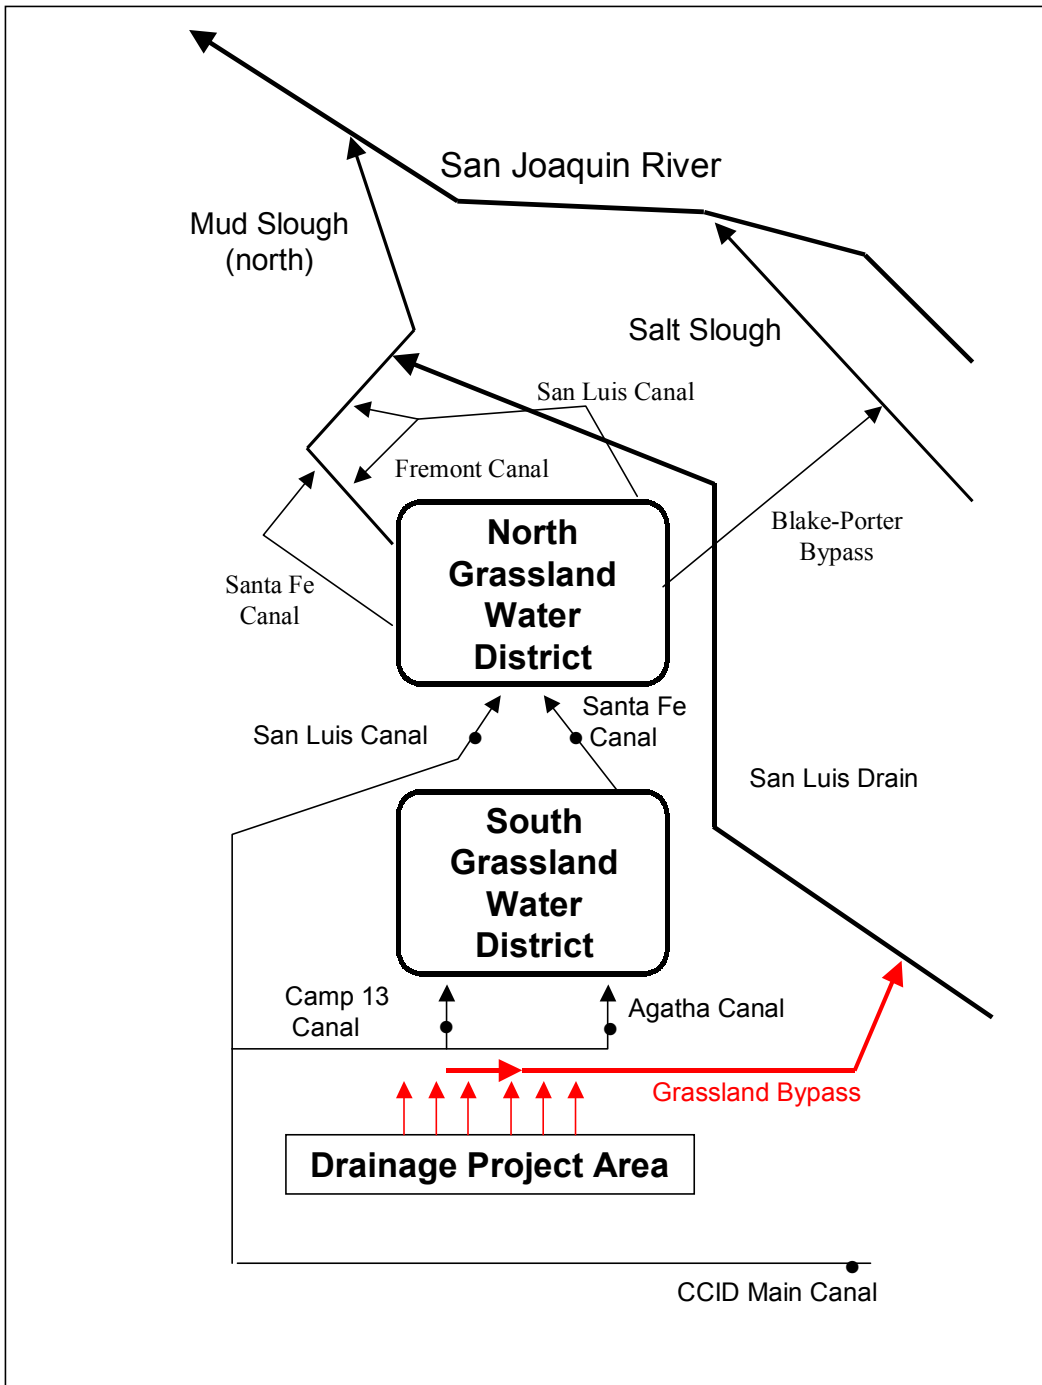 San Joaquin River
Mud Slough
(north)
Salt Slough
San Luis Canal
Fremont Canal
North
Grassland
Water
District
Blake-Porter
Bypass
Santa Fe
Canal
San Luis Canal
Santa Fe
Canal
San Luis Drain
South
Grassland
Water
District
Camp 13
Canal
Agatha Canal
Grassland Bypass
Drainage Project Area
CCID Main Canal